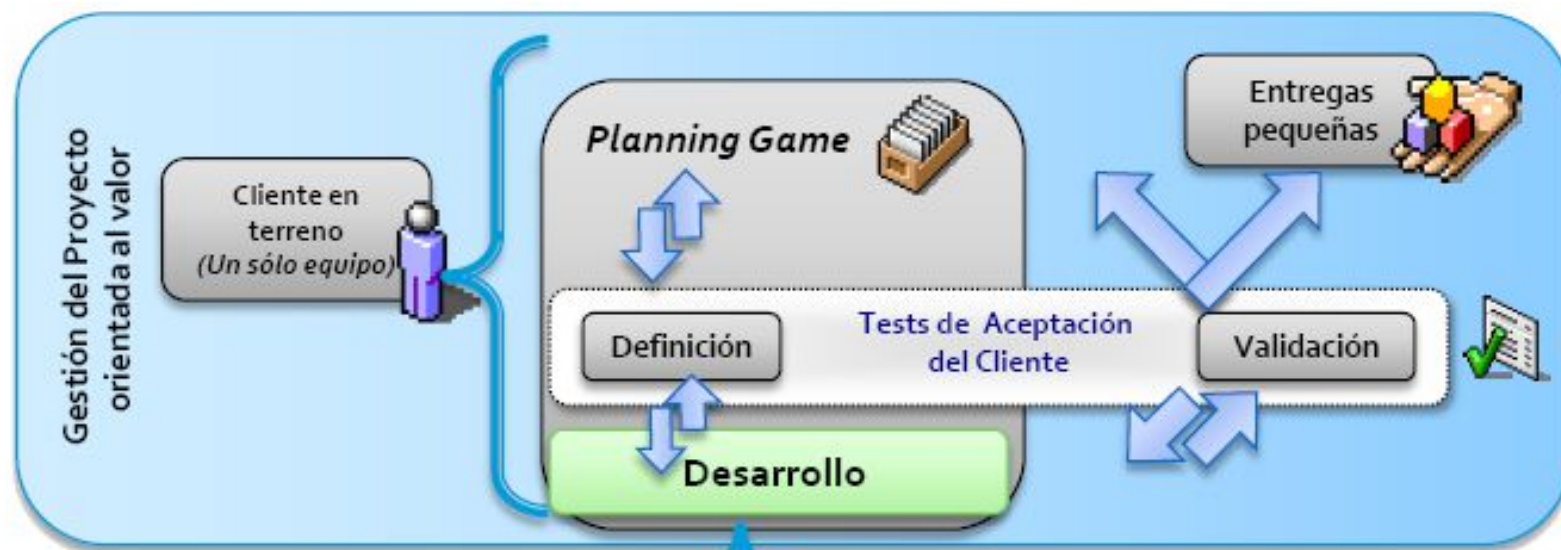 Gestión del Proyecto
orientada al valor
Cliente en
terreno
(Un sólo equipo)
Planning Game
Entregas
pequeñas
Definición
Tests de Aceptación
del Cliente
Validación
Desarrollo